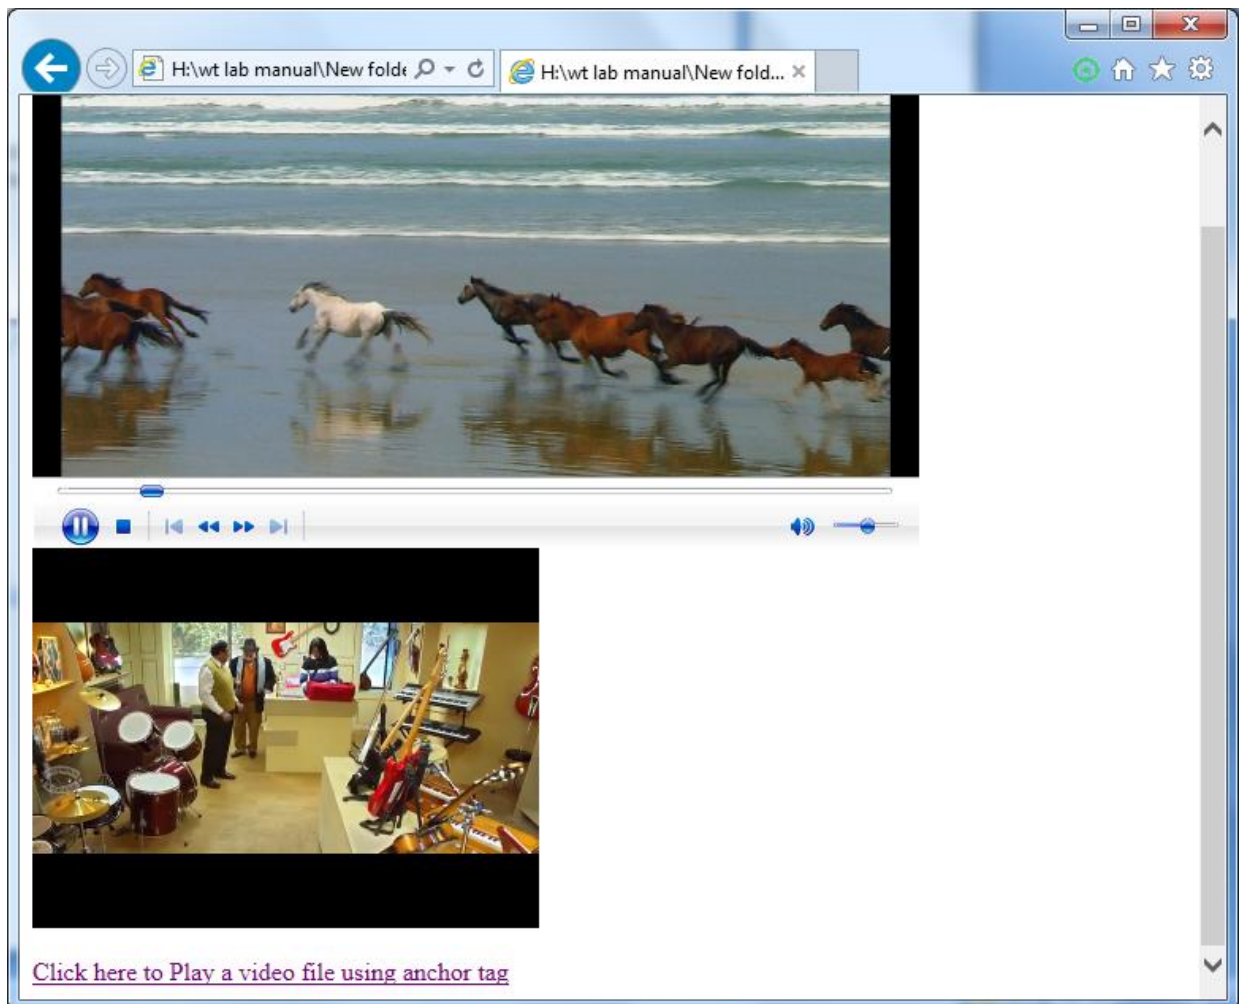 H:\wt lab manual\New folde
H:\wt lab manual\New fold...
Click here to Play a video file using anchor tag